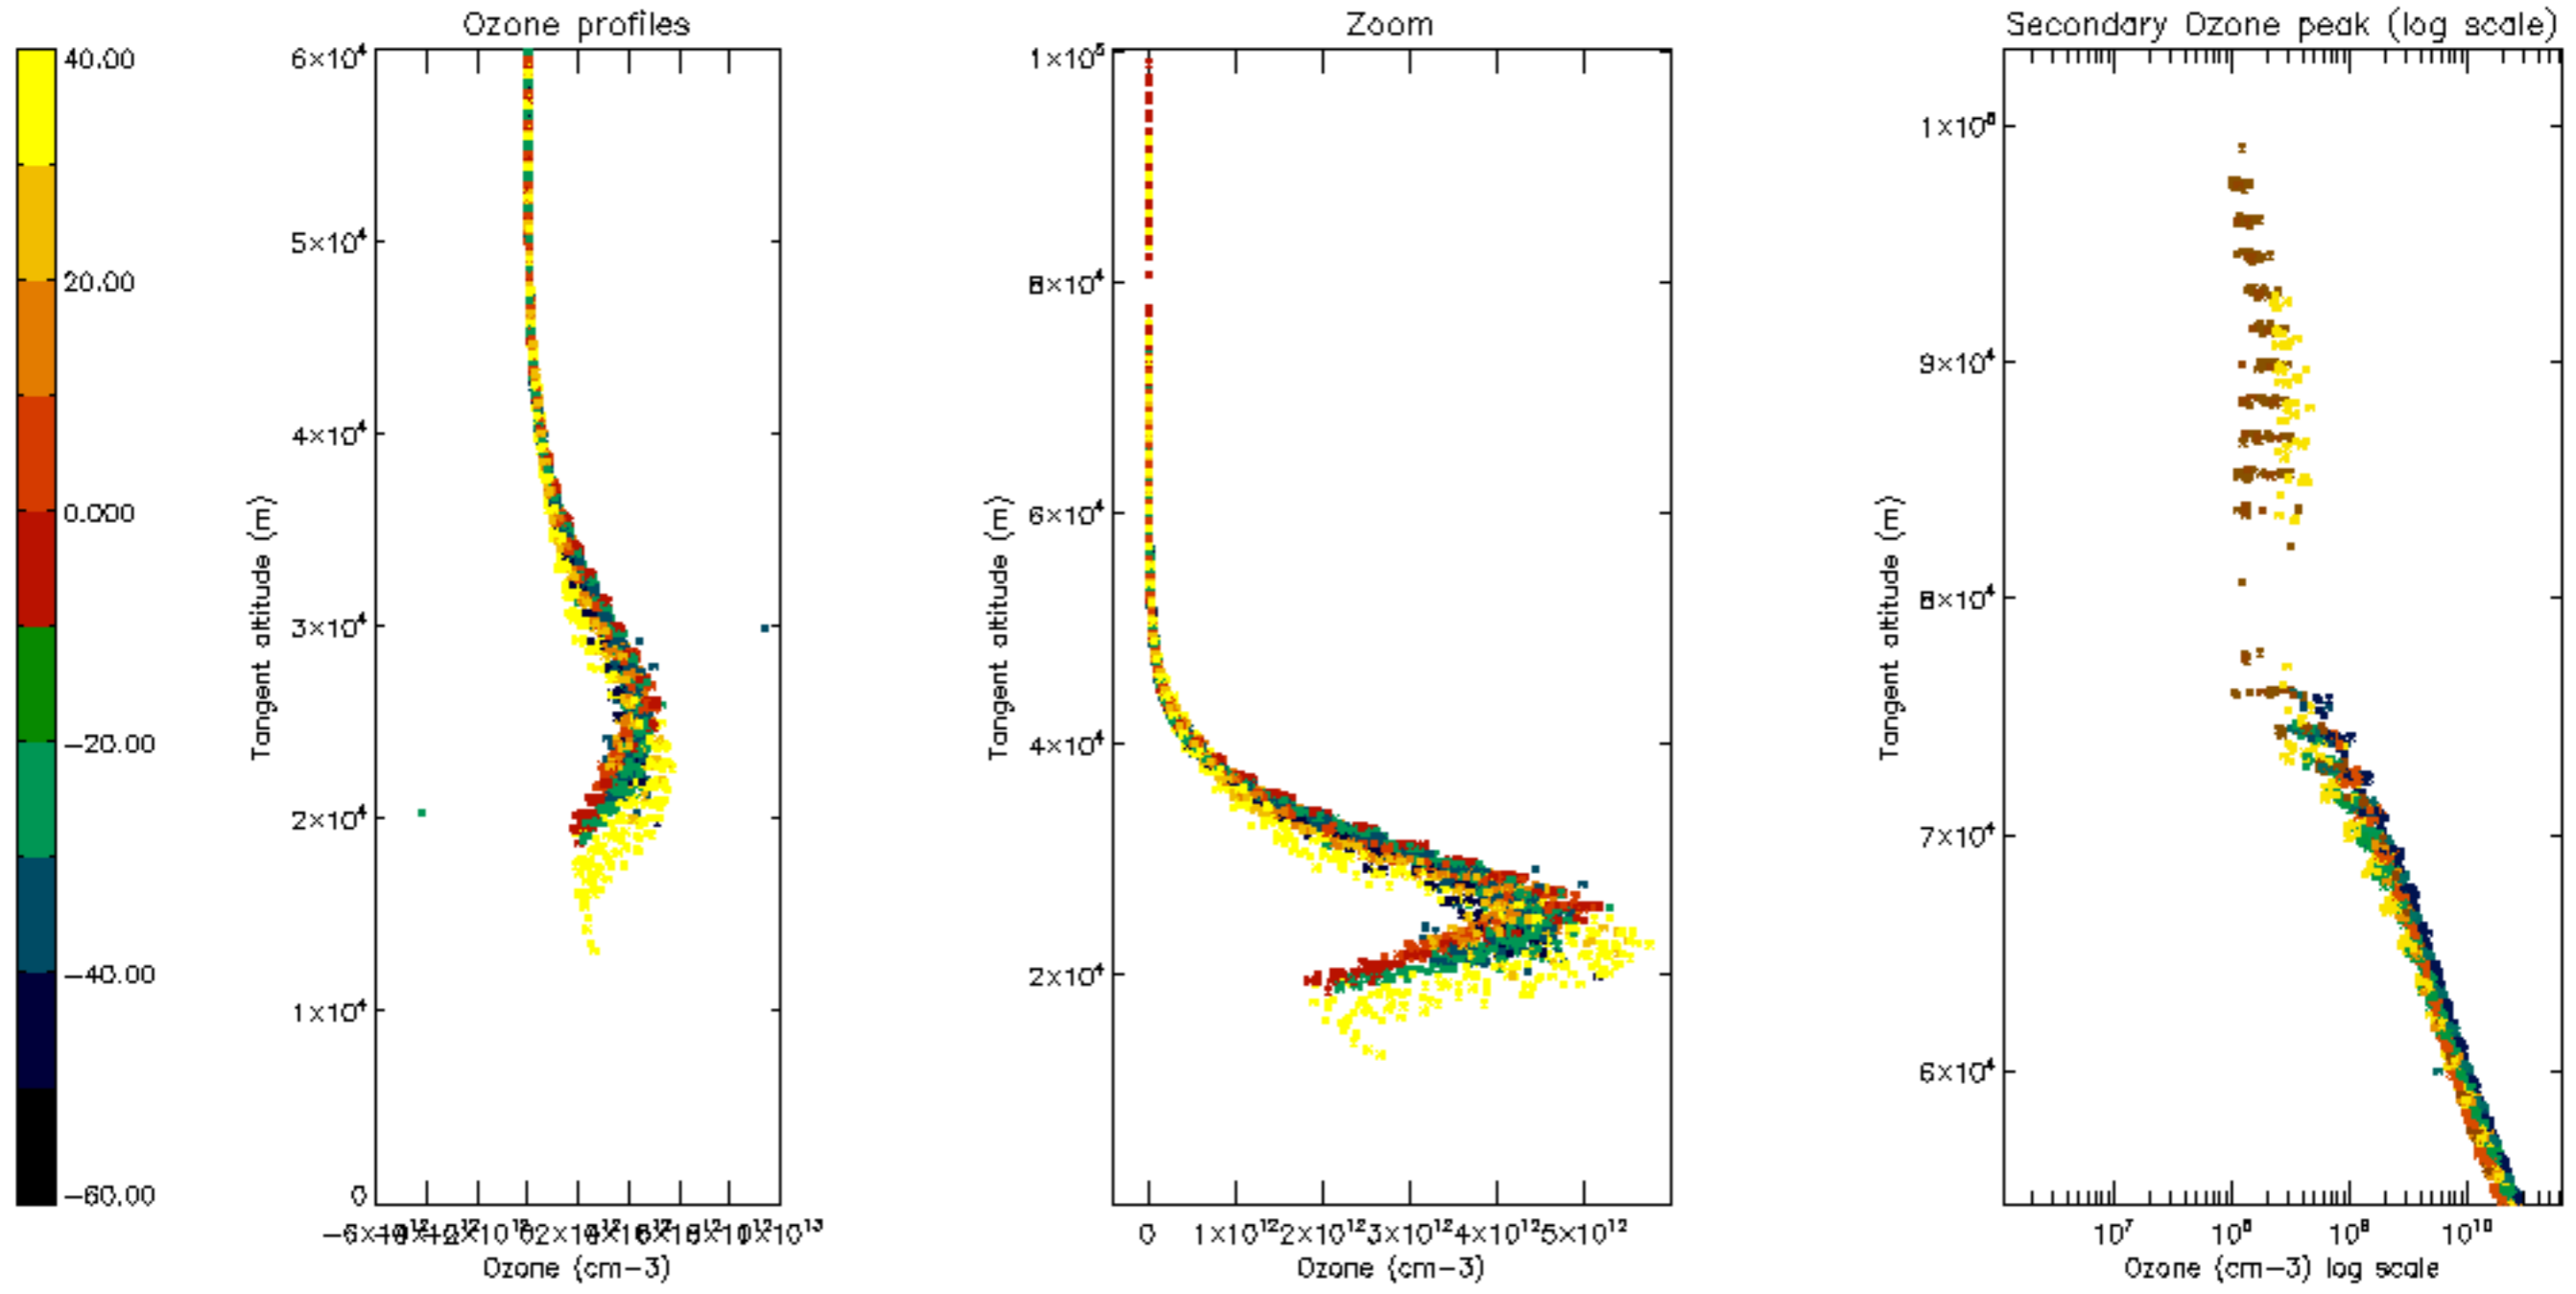 Ozone profiles
Zoom
Secondary Ozone peak (log scale)
40.00
20.00
0.000
−20.00
−40.00
−60.00
6×10⁴
5×10⁴
4×10⁴
3×10⁴
2×10⁴
1×10⁴
0
Tangent altitude (m)
Ozone (cm−3)
1×10⁵
8×10⁴
6×10⁴
4×10⁴
2×10⁴
Tangent altitude (m)
0 1×10¹² 2×10¹² 3×10¹² 4×10¹² 5×10¹²
Ozone (cm−3)
1×10⁵
9×10⁴
8×10⁴
7×10⁴
6×10⁴
Tangent altitude (m)
10⁷ 10⁸ 10⁹ 10¹⁰
Ozone (cm−3) log scale